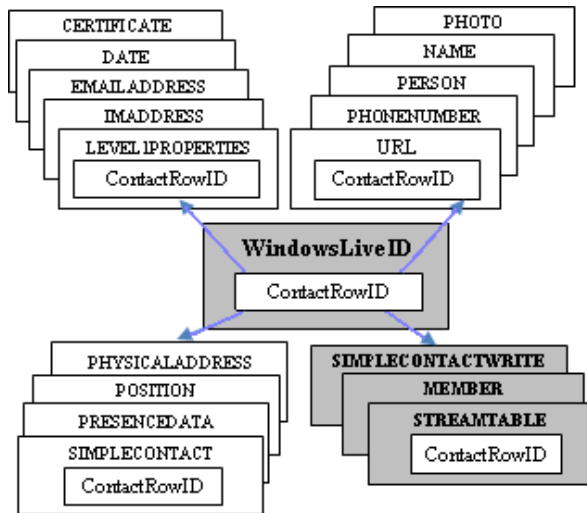 CERTIFICATE
DATE
EMAILADDRESS
IMADDRESS
LEVEL1PROPERTIES
ContactRowID
PHOTO
NAME
PERSON
PHONENUMBER
URL
ContactRowID
WindowsLiveID
ContactRowID
PHYSICALADDRESS
POSITION
PRESENCEDATA
SIMPLECONTACT
ContactRowID
SIMPLECONTACTWRITE
MEMBER
STREAMTABLE
ContactRowID